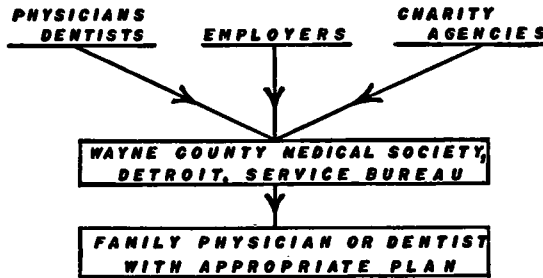 PHYSICIANS
DENTISTS
EMPLOYERS
CHARITY
AGENCIES
WAYNE COUNTY MEDICAL SOCIETY,
DETROIT, SERVICE BUREAU
FAMILY PHYSICIAN OR DENTIST
WITH APPROPRIATE PLAN